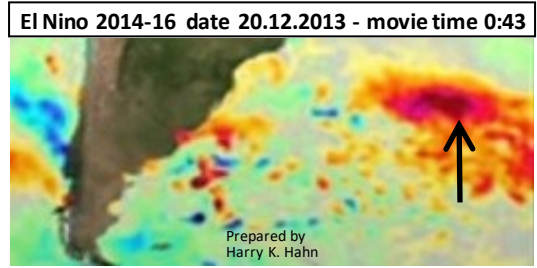 El Nino 2014-16  date 20.12.2013 - movie time 0:43
Prepared by
Harry K. Hahn